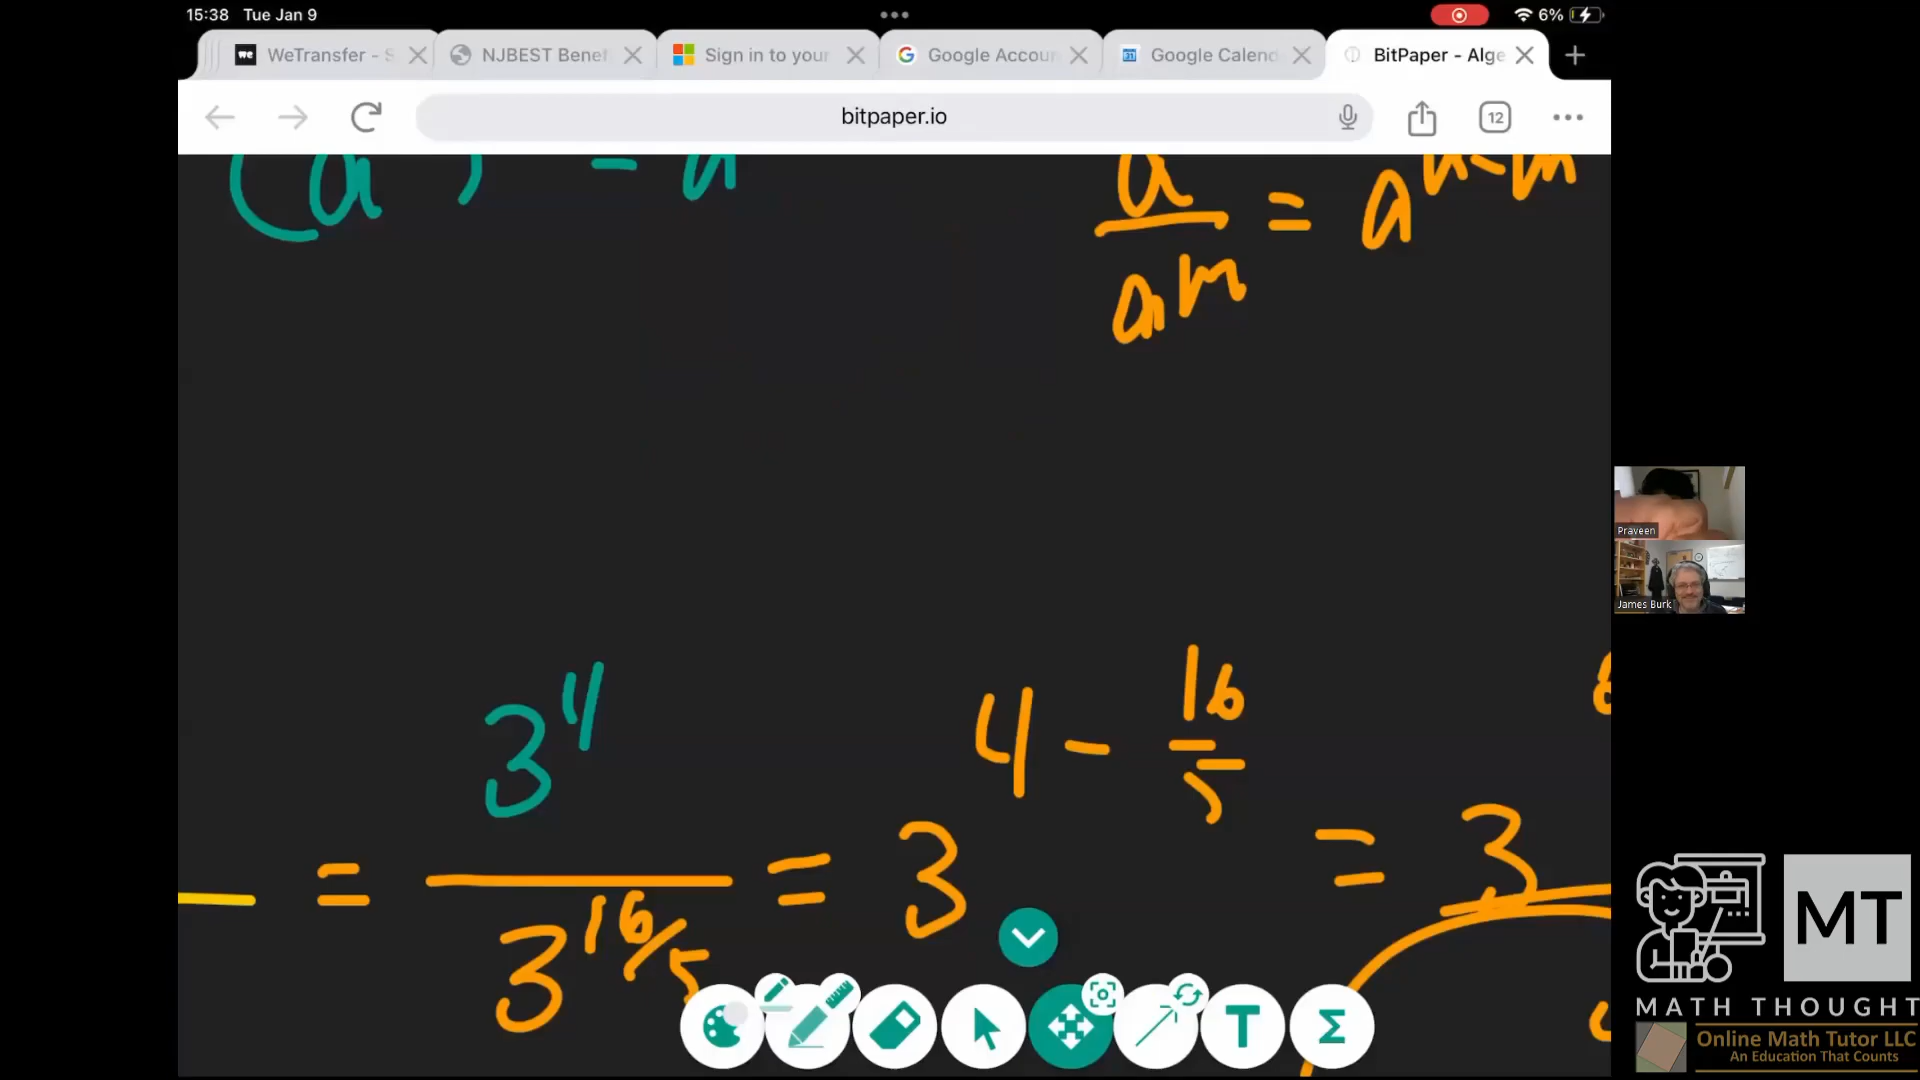 15:38 Tue Jan 9
6%
WeTransfer - S
NJBEST Benef
Sign in to your
Google Accoun
Google Calend
BitPaper - Alge
bitpaper.io
12
(a ) = a
a / a^m = a^(n-m)
3^4 / 3^(16/5) = 3^(4 - 16/5) = 3
T
Σ
Praveen
James Burk
MT
MATH THOUGHT
Online Math Tutor LLC
An Education That Counts